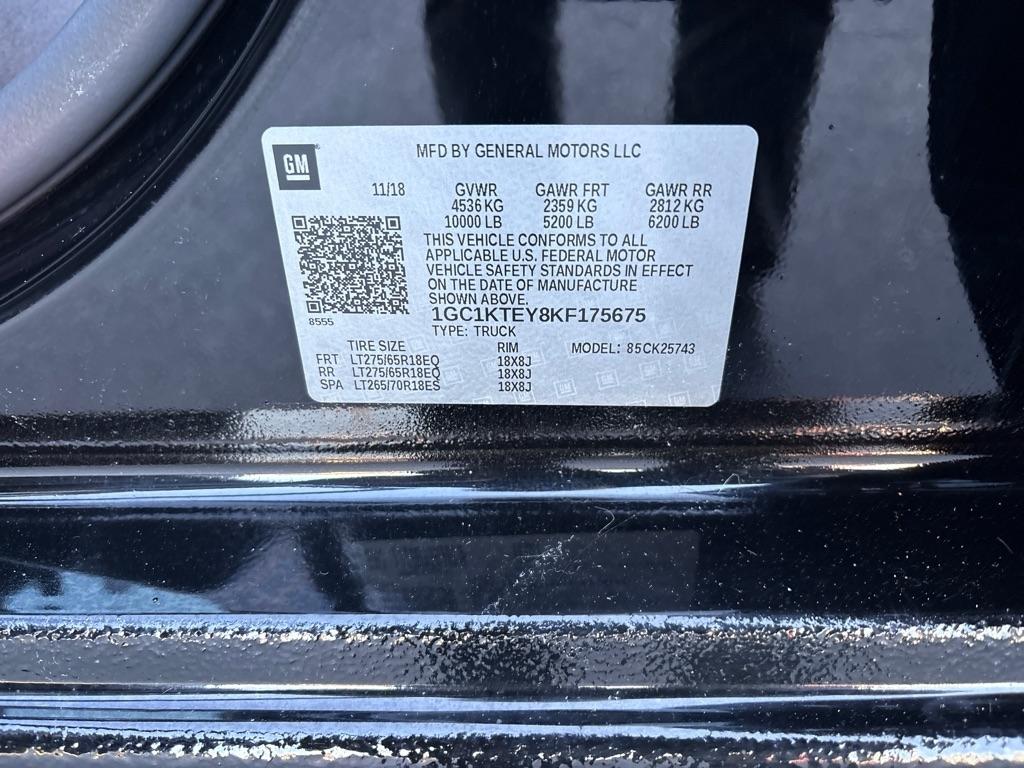 GM
MFD BY GENERAL MOTORS LLC
11/18 GVWR GAWR FRT GAWR RR
4536 KG 2359 KG 2812 KG
10000 LB 5200 LB 6200 LB
THIS VEHICLE CONFORMS TO ALL
APPLICABLE U.S. FEDERAL MOTOR
VEHICLE SAFETY STANDARDS IN EFFECT
ON THE DATE OF MANUFACTURE
SHOWN ABOVE.
8555
1GC1KTEY8KF175675
TYPE: TRUCK
TIRE SIZE RIM MODEL: 85CK25743
FRT LT275/65R18EQ 18X8J
RR LT275/65R18EQ 18X8J
SPA LT265/70R18ES 18X8J